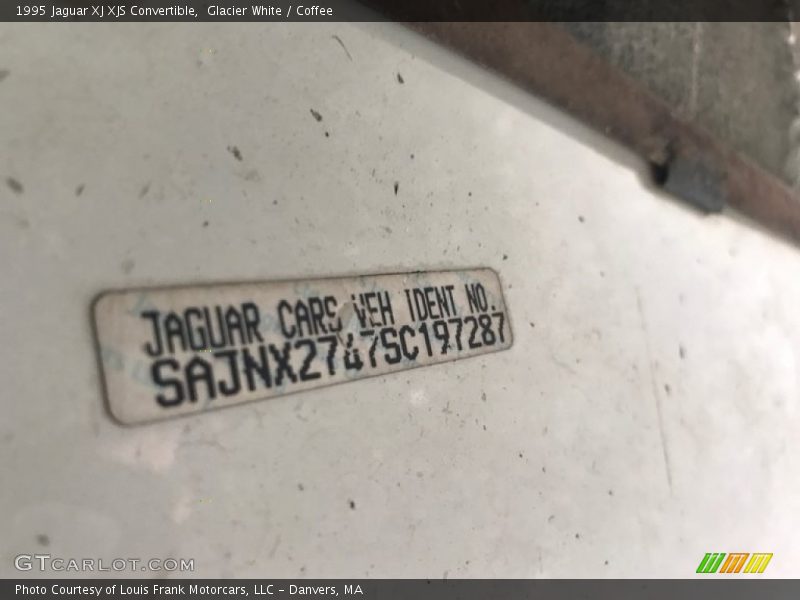 1995 Jaguar XJ XJS Convertible,  Glacier White / Coffee
JAGUAR CARS VEH IDENT NO.
SAJNX2747SC197287
GTCARLOT.COM
Photo Courtesy of Louis Frank Motorcars, LLC – Danvers, MA